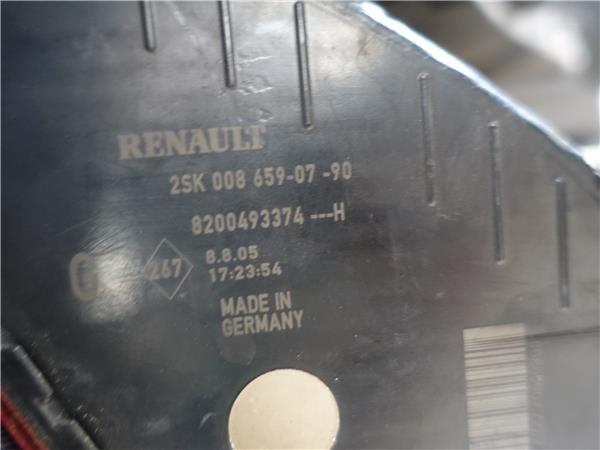 RENAULT
2SK 008 659-07 -90
8200493374 ---H
8.8.05
267
17:23:54
MADE IN
GERMANY